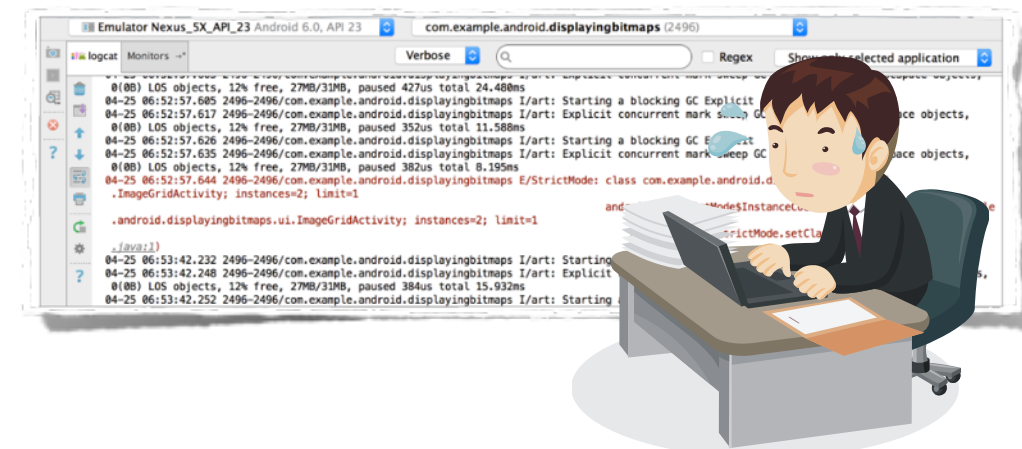 Emulator Nexus_5X_API_23 Android 6.0, API 23 com.example.android.displayingbitmaps (2496)
logcat Monitors Verbose Regex Show only selected application
0(0B) LOS objects, 12% free, 27MB/31MB, paused 427us total 24.480ms
04-25 06:52:57.605 2496-2496/com.example.android.displayingbitmaps I/art: Starting a blocking GC Explicit
04-25 06:52:57.617 2496-2496/com.example.android.displayingbitmaps I/art: Explicit concurrent mark sweep GC space objects,
0(0B) LOS objects, 12% free, 27MB/31MB, paused 352us total 11.588ms
04-25 06:52:57.626 2496-2496/com.example.android.displayingbitmaps I/art: Starting a blocking GC
04-25 06:52:57.635 2496-2496/com.example.android.displayingbitmaps I/art: Explicit concurrent mark sweep GC space objects,
0(0B) LOS objects, 12% free, 27MB/31MB, paused 382us total 8.195ms
04-25 06:52:57.644 2496-2496/com.example.android.displayingbitmaps E/StrictMode: class com.example.android.d
.ImageGridActivity; instances=2; limit=1
.android.displayingbitmaps.ui.ImageGridActivity; instances=2; limit=1
.java:1)
04-25 06:53:42.232 2496-2496/com.example.android.displayingbitmaps I/art: Starting
04-25 06:53:42.248 2496-2496/com.example.android.displayingbitmaps I/art: Explicit
0(0B) LOS objects, 12% free, 27MB/31MB, paused 384us total 15.932ms
04-25 06:53:42.252 2496-2496/com.example.android.displayingbitmaps I/art: Starting